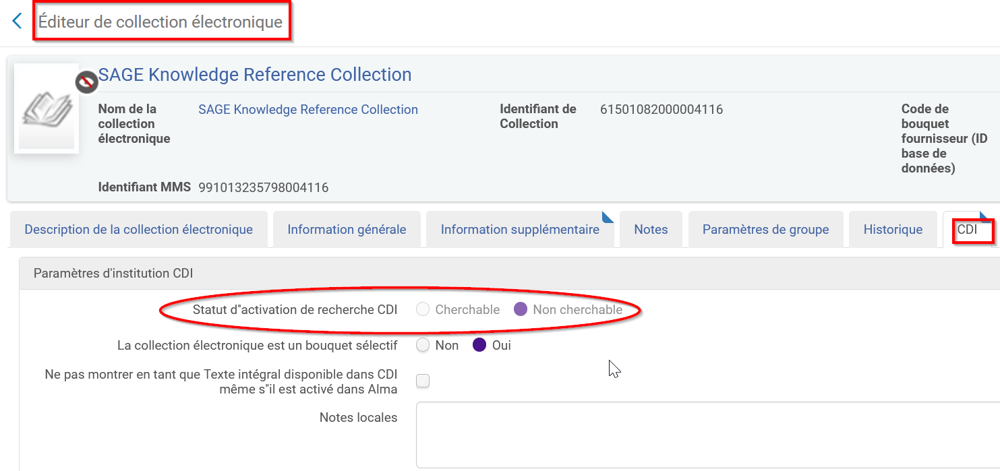 Éditeur de collection électronique
SAGE Knowledge Reference Collection
Nom de la
collection
électronique
SAGE Knowledge Reference Collection
Identifiant de
Collection
61501082000004116
Code de
bouquet
fournisseur (ID
base de
données)
Identifiant MMS 991013235798004116
Description de la collection électronique
Information générale
Information supplémentaire
Notes
Paramètres de groupe
Historique
CDI
Paramètres d'institution CDI
Statut d''activation de recherche CDI Cherchable Non cherchable
La collection électronique est un bouquet sélectif Non Oui
Ne pas montrer en tant que Texte intégral disponible dans CDI
même s''il est activé dans Alma
Notes locales